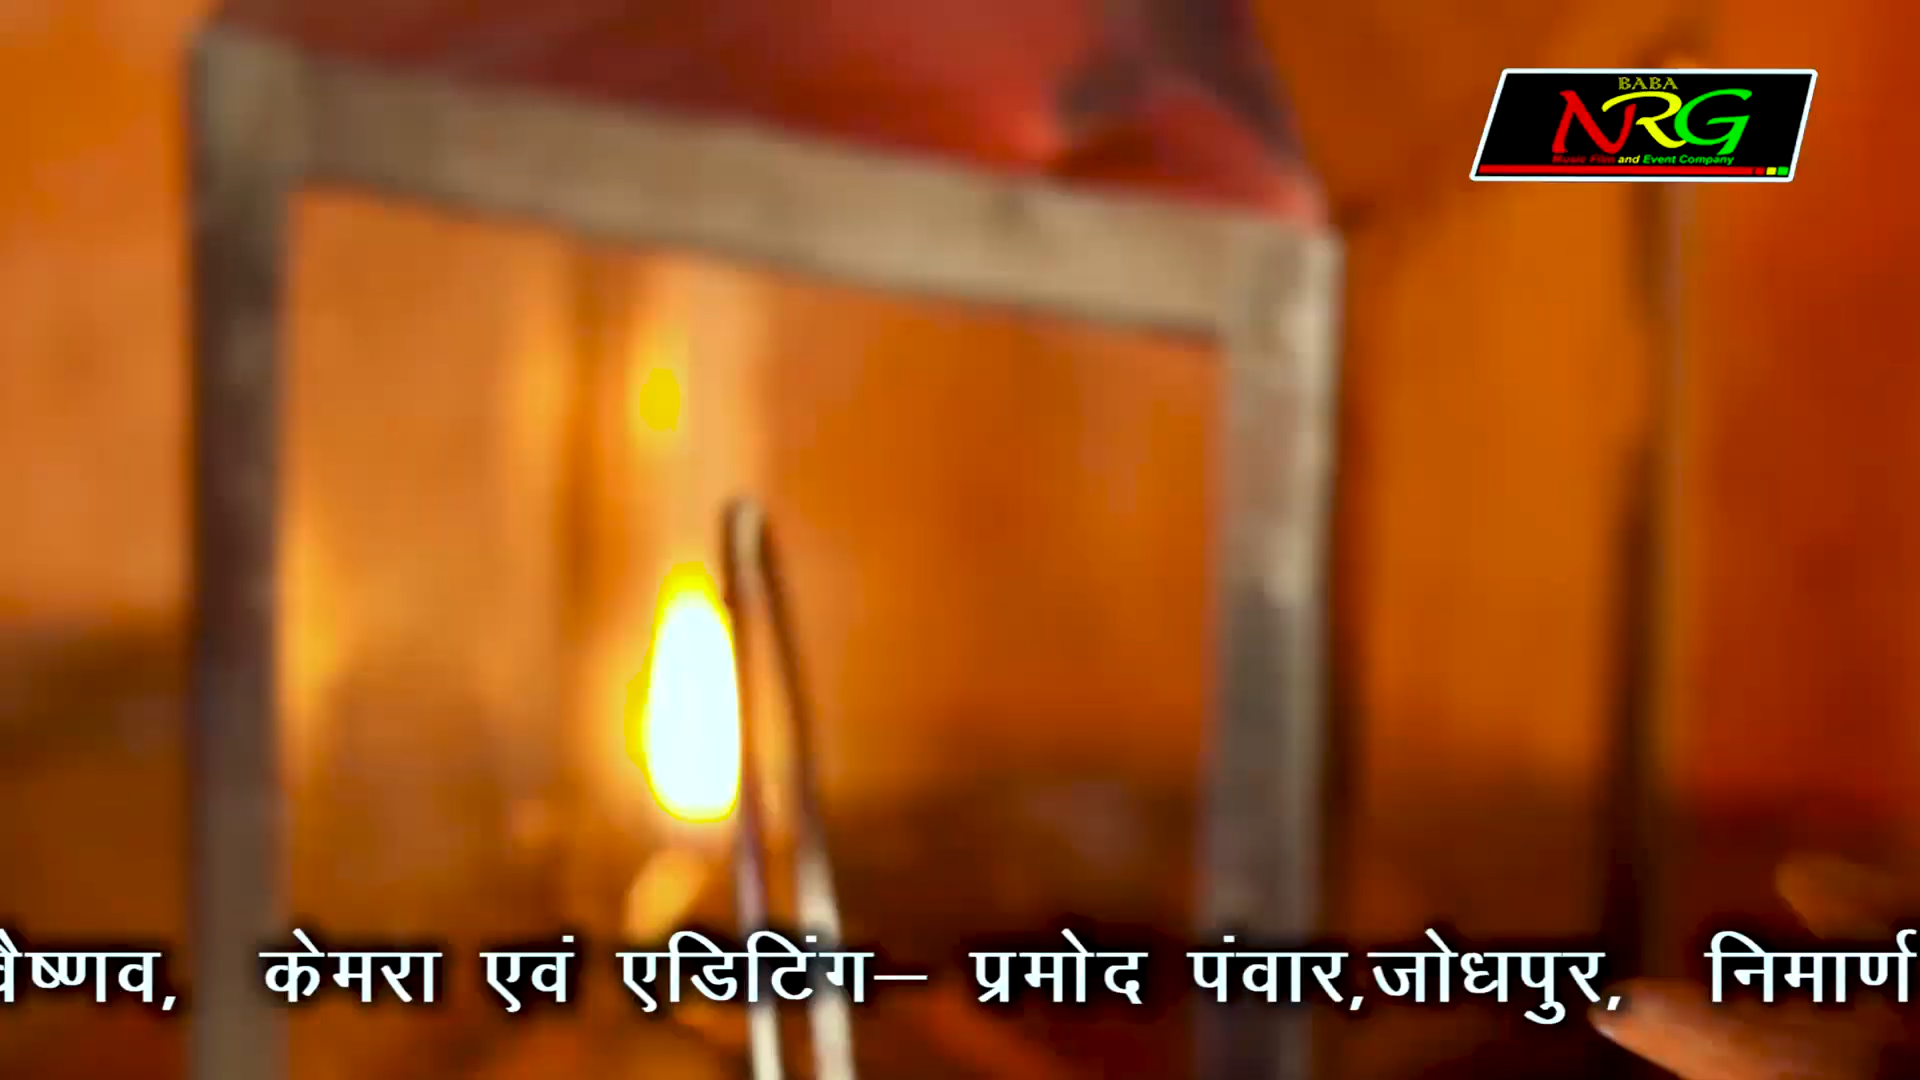 BABA
NRG
Music Film and Event Company
वैष्णव, केमरा एवं एडिटिंग– प्रमोद पंवार,जोधपुर, निमार्ण